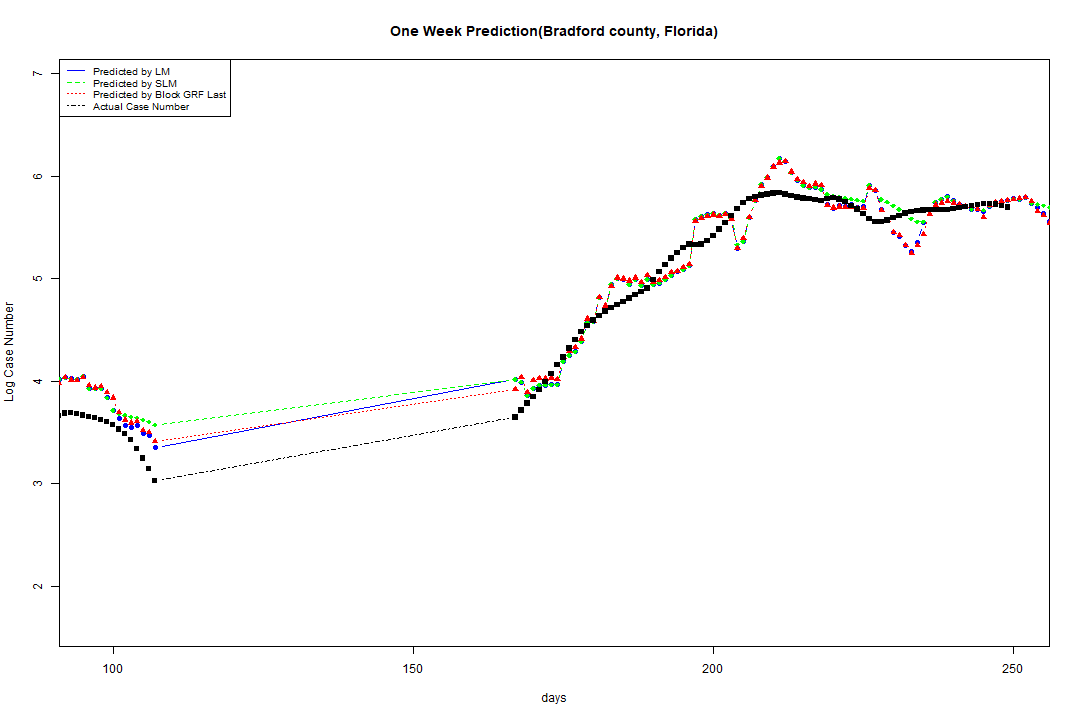 One Week Prediction(Bradford county, Florida)
Predicted by LM
Predicted by SLM
Predicted by Block GRF Last
Actual Case Number
7
6
5
4
3
2
Log Case Number
100
150
200
250
days